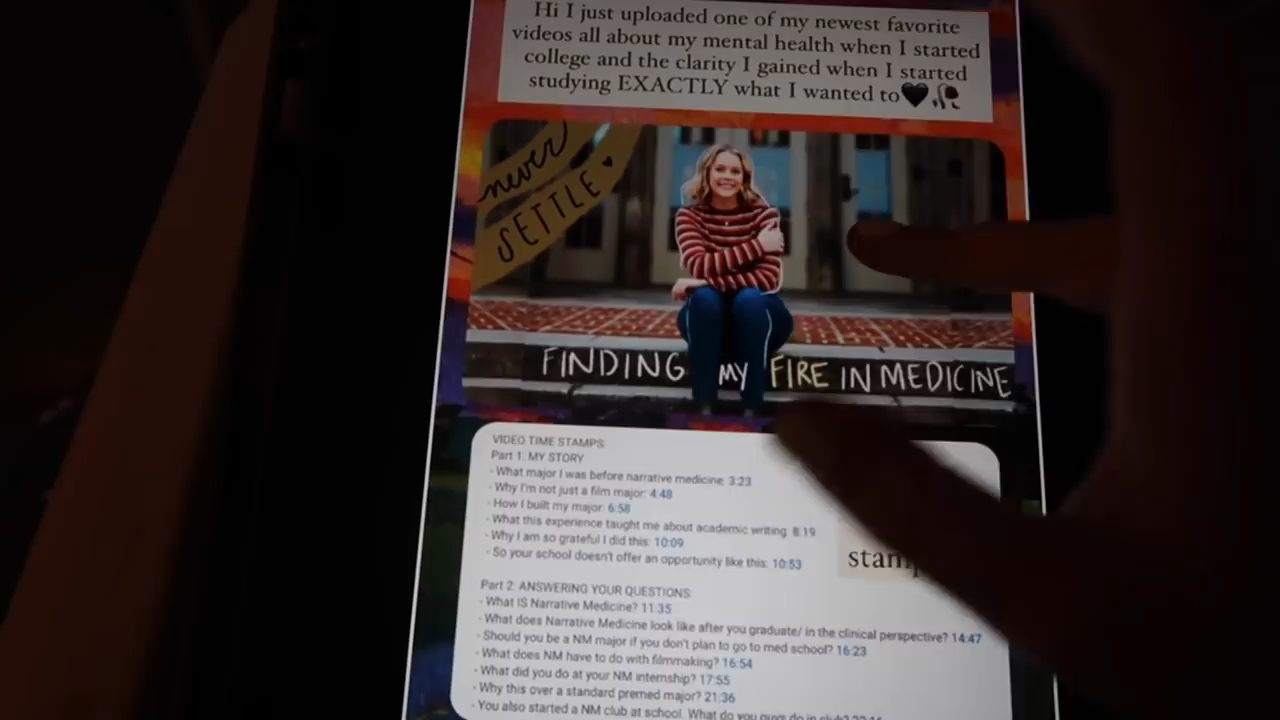 Hi I just uploaded one of my newest favorite
videos all about my mental health when I started
college and the clarity I gained when I started
studying EXACTLY what I wanted to🖤🥀
never
SETTLE
FINDING MY FIRE IN MEDICINE
VIDEO TIME STAMPS:
Part 1: MY STORY
- What major I was before narrative medicine: 3:23
- Why I'm not just a film major: 4:48
- How I built my major: 6:58
- What this experience taught me about academic writing: 8:19
- Why I am so grateful I did this: 10:09
- So your school doesn't offer an opportunity like this: 10:53
Part 2: ANSWERING YOUR QUESTIONS:
- What IS Narrative Medicine? 11:35
- What does Narrative Medicine look like after you graduate/ in the clinical perspective? 14:47
- Should you be a NM major if you don't plan to go to med school? 16:23
- What does NM have to do with filmmaking? 16:54
- What did you do at your NM internship? 17:55
- Why this over a standard premed major? 21:36
- You also started a NM club at school. What do you guys do in club?